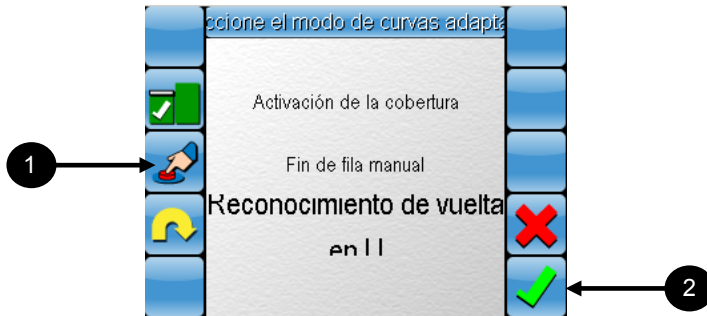 ccione el modo de curvas adapta
Activación de la cobertura
1
Fin de fila manual
Reconocimiento de vuelta
en U
2